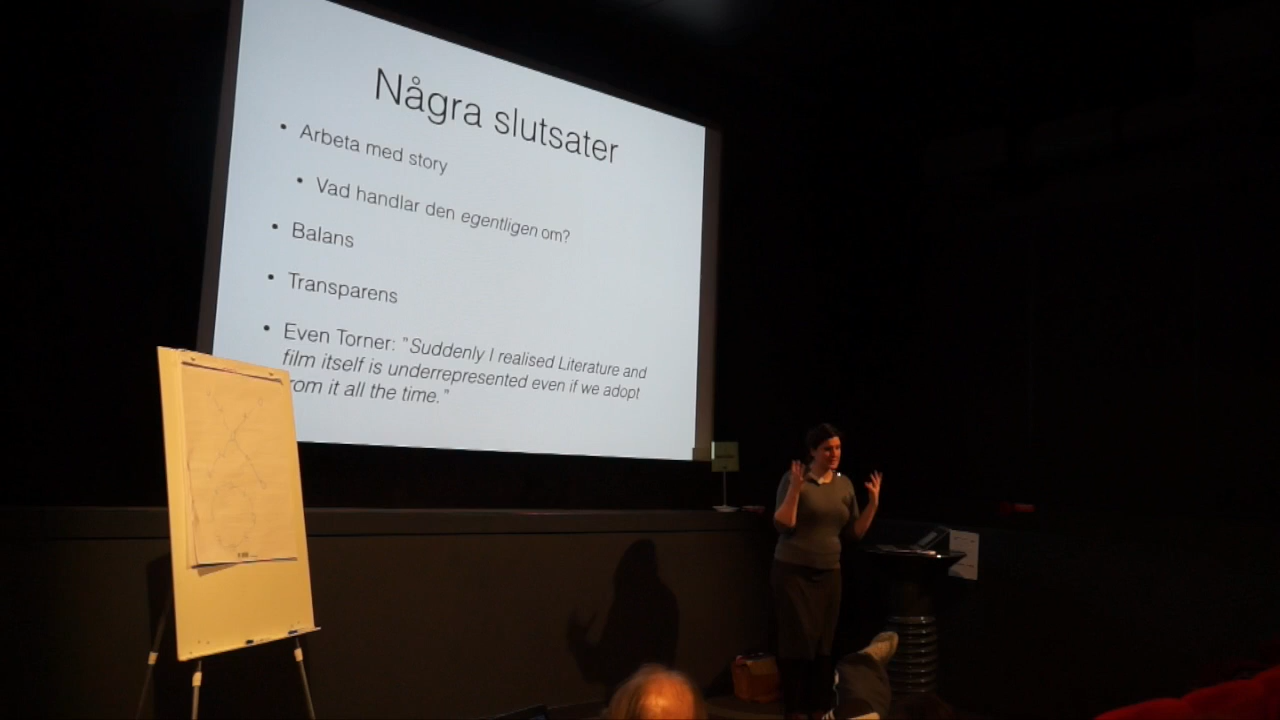 Några slutsater
• Arbeta med story
• Vad handlar den egentligen om?
• Balans
• Transparens
• Even Torner: "Suddenly I realised Literature and
film itself is underrepresented even if we adopt
rom it all the time."